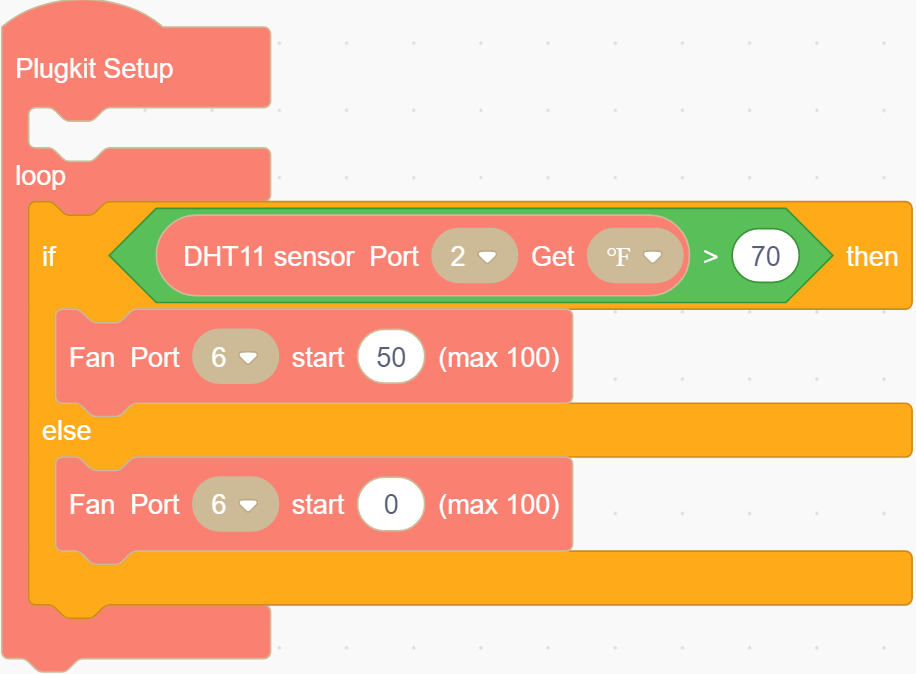 Plugkit Setup
loop
if DHT11 sensor Port 2 Get °F > 70 then
Fan Port 6 start 50 (max 100)
else
Fan Port 6 start 0 (max 100)